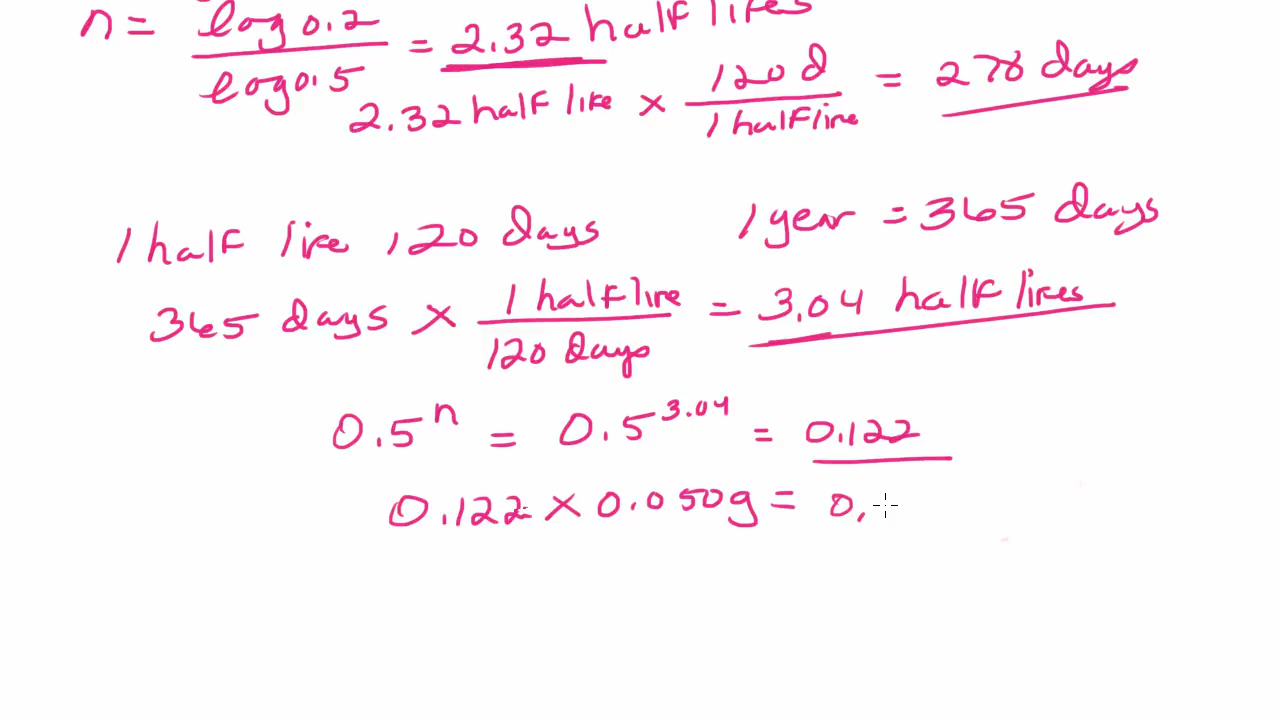 n = log 0.2 / log 0.5 = 2.32 half lifes
2.32 half life × 120 d / 1 half life = 278 days
1 half life 120 days 1 year = 365 days
365 days × 1 half life / 120 days = 3.04 half lifes
0.5^n = 0.5^3.04 = 0.122
0.122 × 0.050g = 0.